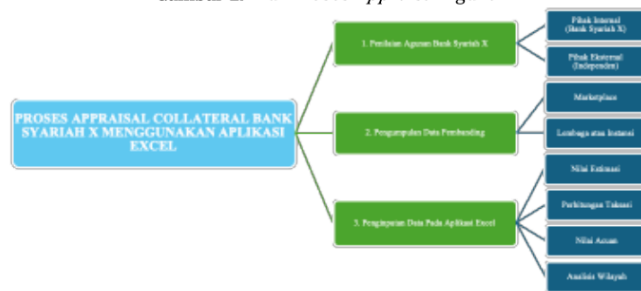 PROSES APPRAISAL COLLATERAL BANK
SYARIAH X MENGGUNAKAN APLIKASI
EXCEL
1. Penilaian Agunan Bank Syariah X
Pihak Internal
(Bank Syariah X)
Pihak Eksternal
(Independen)
2. Pengumpulan Data Pembanding
Marketplace
Lembaga atau Instansi
3. Penginputan Data Pada Aplikasi Excel
Nilai Estimasi
Perhitungan Taksasi
Nilai Acuan
Analisis Wilayah